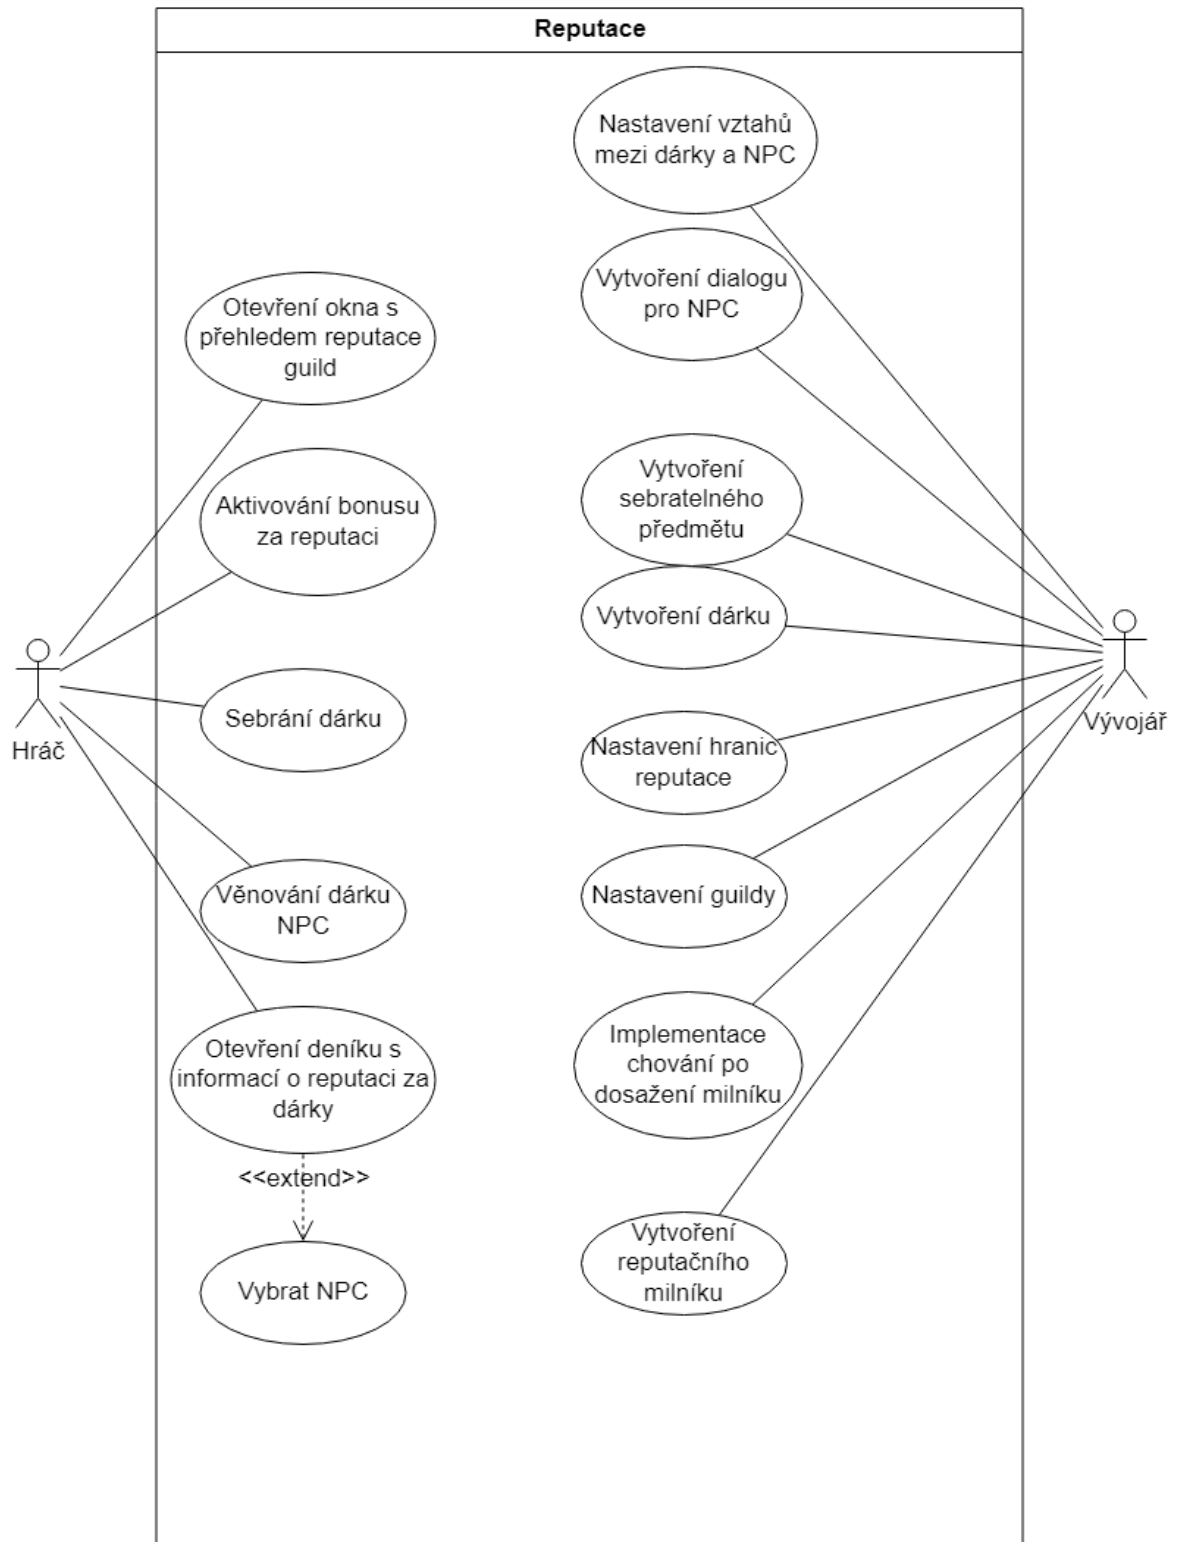 Reputace
Nastavení vztahů
mezi dárky a NPC
Vytvoření dialogu
pro NPC
Otevření okna s
přehledem reputace
guild
Vytvoření
sebratelného
předmětu
Aktivování bonusu
za reputaci
Vytvoření dárku
Sebrání dárku
Hráč
Vývojář
Nastavení hranic
reputace
Věnování dárku
NPC
Nastavení guildy
Otevření deníku s
informací o reputaci za
dárky
Implementace
chování po
dosažení milníku
<<extend>>
Vybrat NPC
Vytvoření
reputačního
milníku